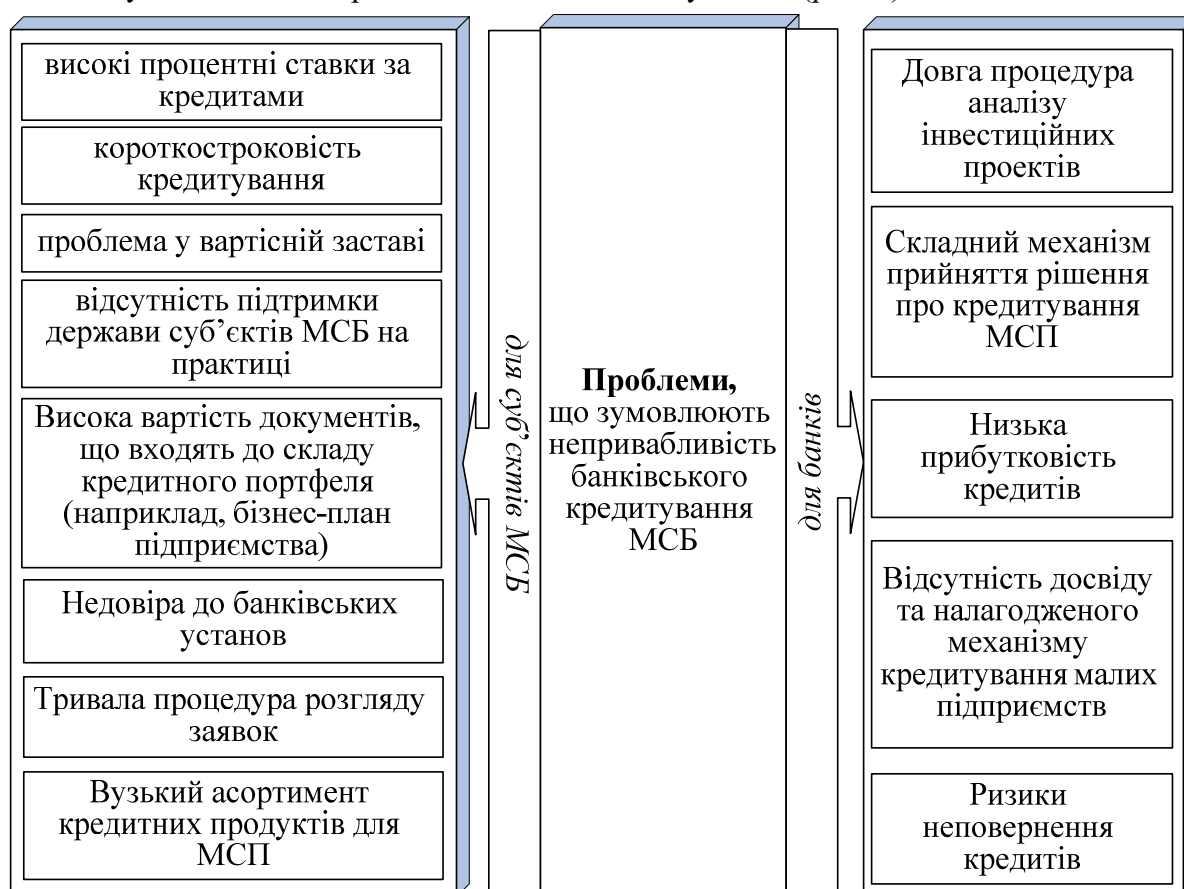 високі процентні ставки за
кредитами
короткостроковість
кредитування
проблема у вартісній заставі
відсутність підтримки
держави суб’єктів МСБ на
практиці
Висока вартість документів,
що входять до складу
кредитного портфеля
(наприклад, бізнес-план
підприємства)
Недовіра до банківських
установ
Тривала процедура розгляду
заявок
Вузький асортимент
кредитних продуктів для
МСП
для суб’єктів МСБ
Проблеми,
що зумовлюють
непривабливість
банківського
кредитування
МСБ
для банків
Довга процедура
аналізу
інвестиційних
проектів
Складний механізм
прийняття рішення
про кредитування
МСП
Низька
прибутковість
кредитів
Відсутність досвіду
та налагодженого
механізму
кредитування малих
підприємств
Ризики
неповернення
кредитів